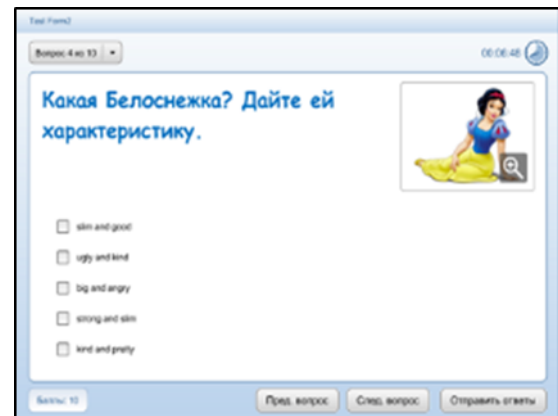 Test Form2
Вопрос 4 из 10
00:06:48
Какая Белоснежка? Дайте ей
характеристику.
slim and good
ugly and kind
big and angry
strong and slim
kind and pretty
Баллы: 10
Пред. вопрос
След. вопрос
Отправить ответы